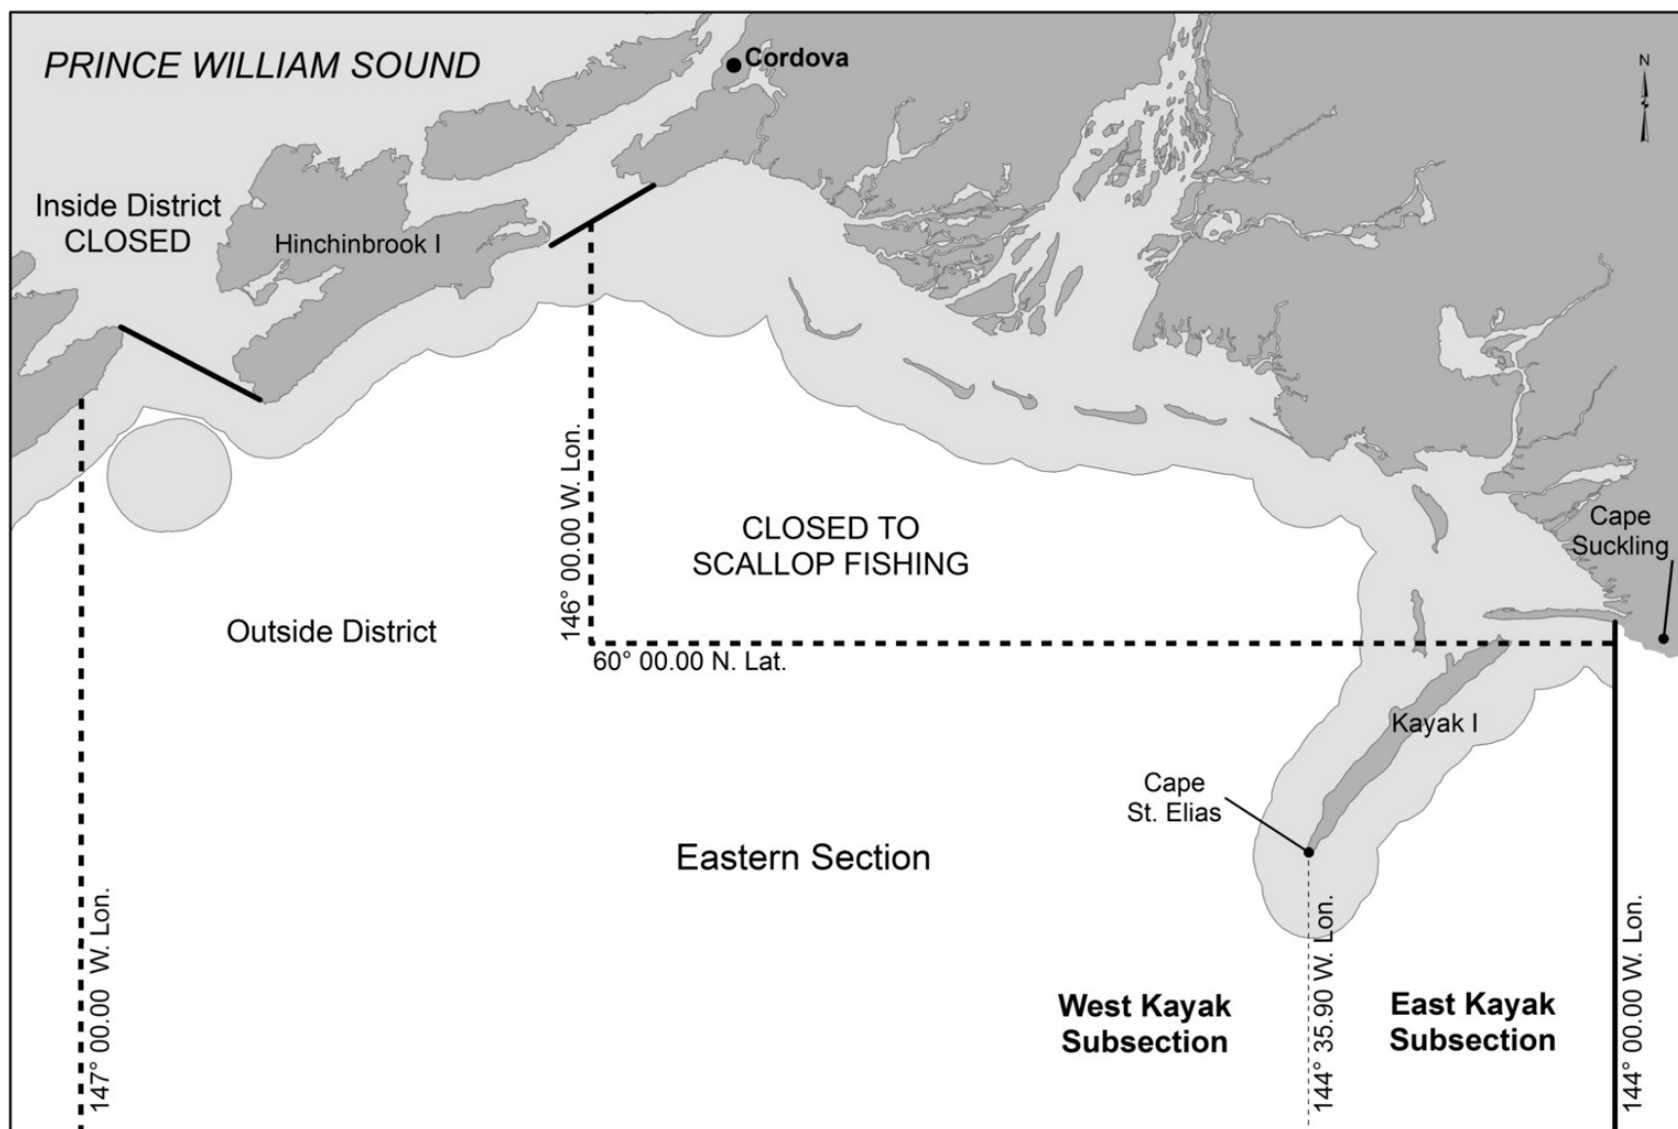 PRINCE WILLIAM SOUND
Cordova
N
Inside District
CLOSED
Hinchinbrook I
Cape
Suckling
146° 00.00 W. Lon.
CLOSED TO
SCALLOP FISHING
Outside District
60° 00.00 N. Lat.
Kayak I
Cape
St. Elias
Eastern Section
147° 00.00 W. Lon.
West Kayak
Subsection
144° 35.90 W. Lon.
East Kayak
Subsection
144° 00.00 W. Lon.